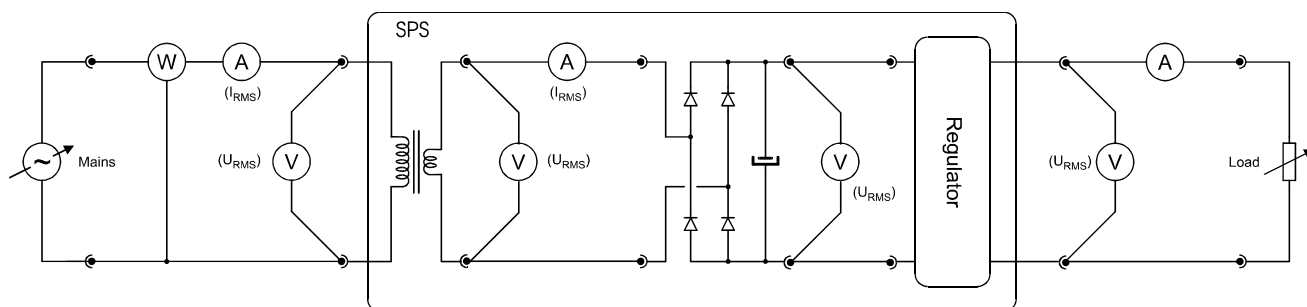 SPS
W
A
(I_RMS)
A
(I_RMS)
A
~
Mains
(U_RMS)
V
V
(U_RMS)
V
(U_RMS)
Regulator
(U_RMS)
V
Load